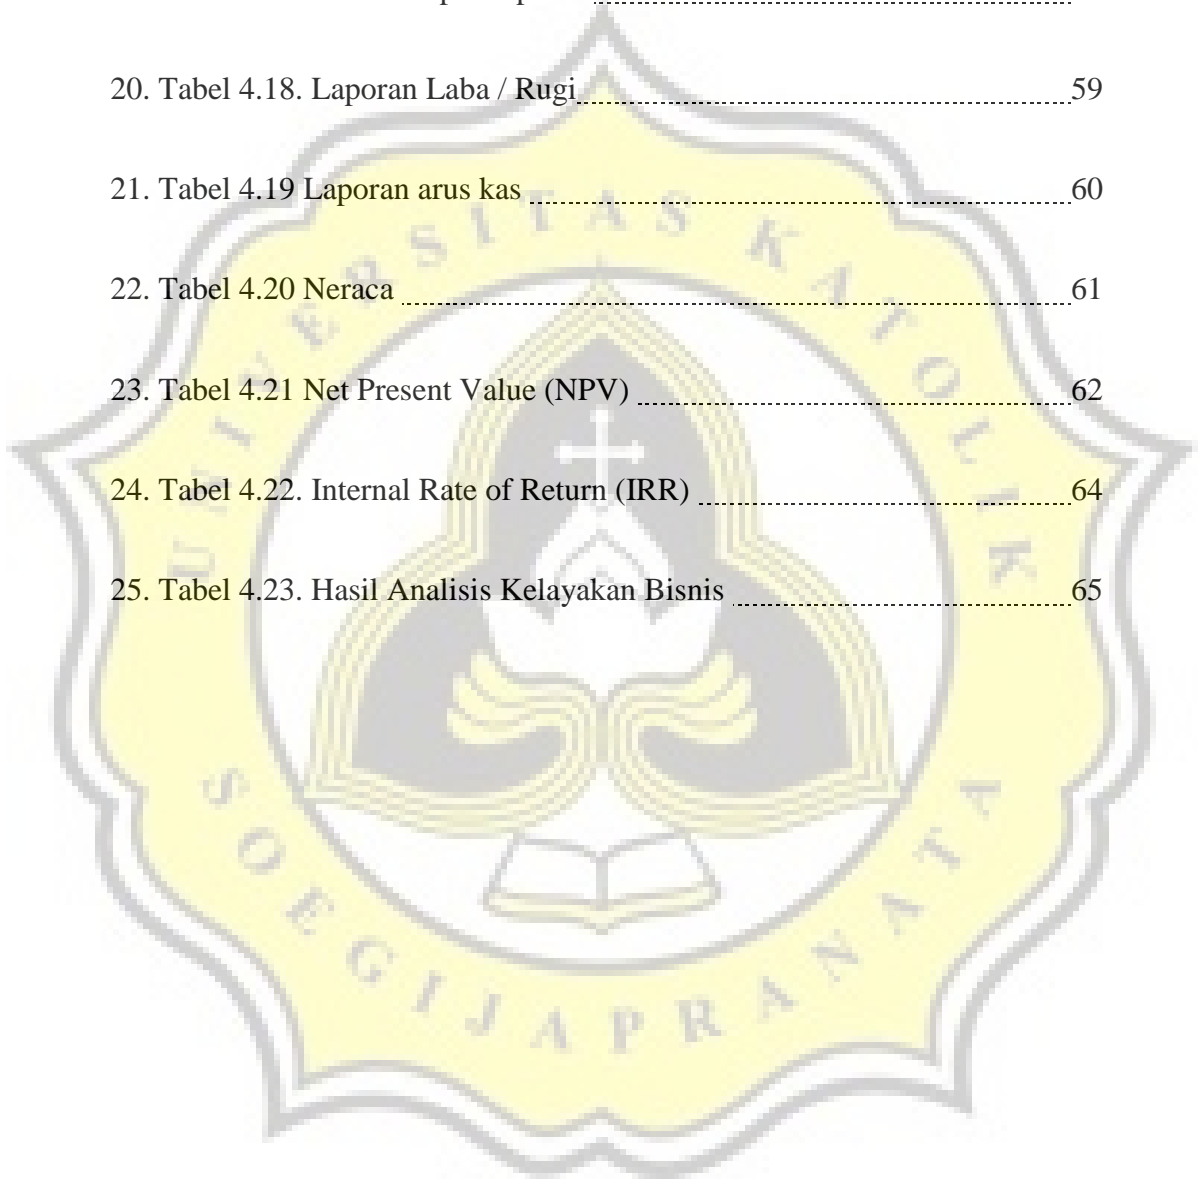 20. Tabel 4.18. Laporan Laba / Rugi 59
21. Tabel 4.19 Laporan arus kas 60
22. Tabel 4.20 Neraca 61
23. Tabel 4.21 Net Present Value (NPV) 62
24. Tabel 4.22. Internal Rate of Return (IRR) 64
25. Tabel 4.23. Hasil Analisis Kelayakan Bisnis 65
UNIVERSITAS KATOLIK
SOEGIJAPRANATA